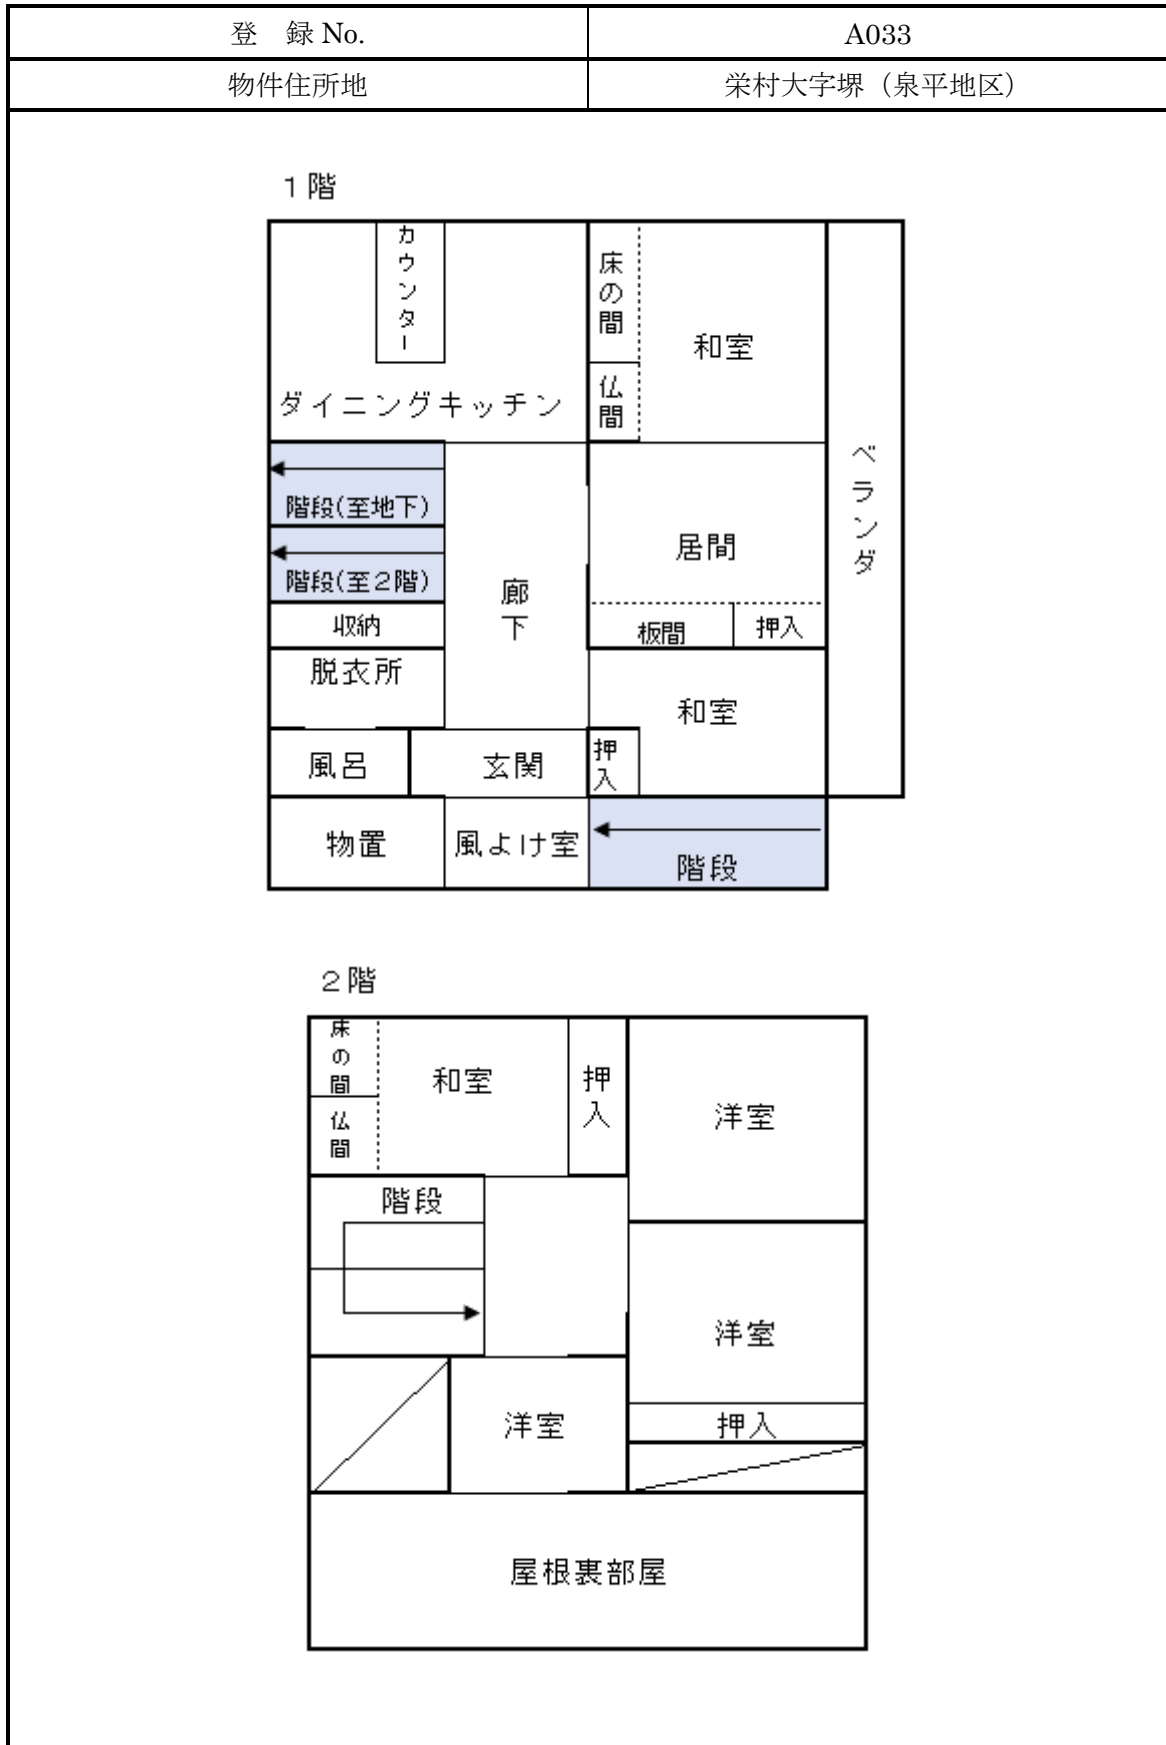 登　録 No.
A033
物件住所地
栄村大字堺（泉平地区）
１階
カウンター
床の間
和室
仏間
ダイニングキッチン
ベランダ
階段(至地下)
居間
階段(至２階)
廊下
収納
板間
押入
脱衣所
和室
風呂
玄関
押入
物置
風よけ室
階段
２階
床の間
和室
押入
洋室
仏間
階段
洋室
洋室
押入
屋根裏部屋